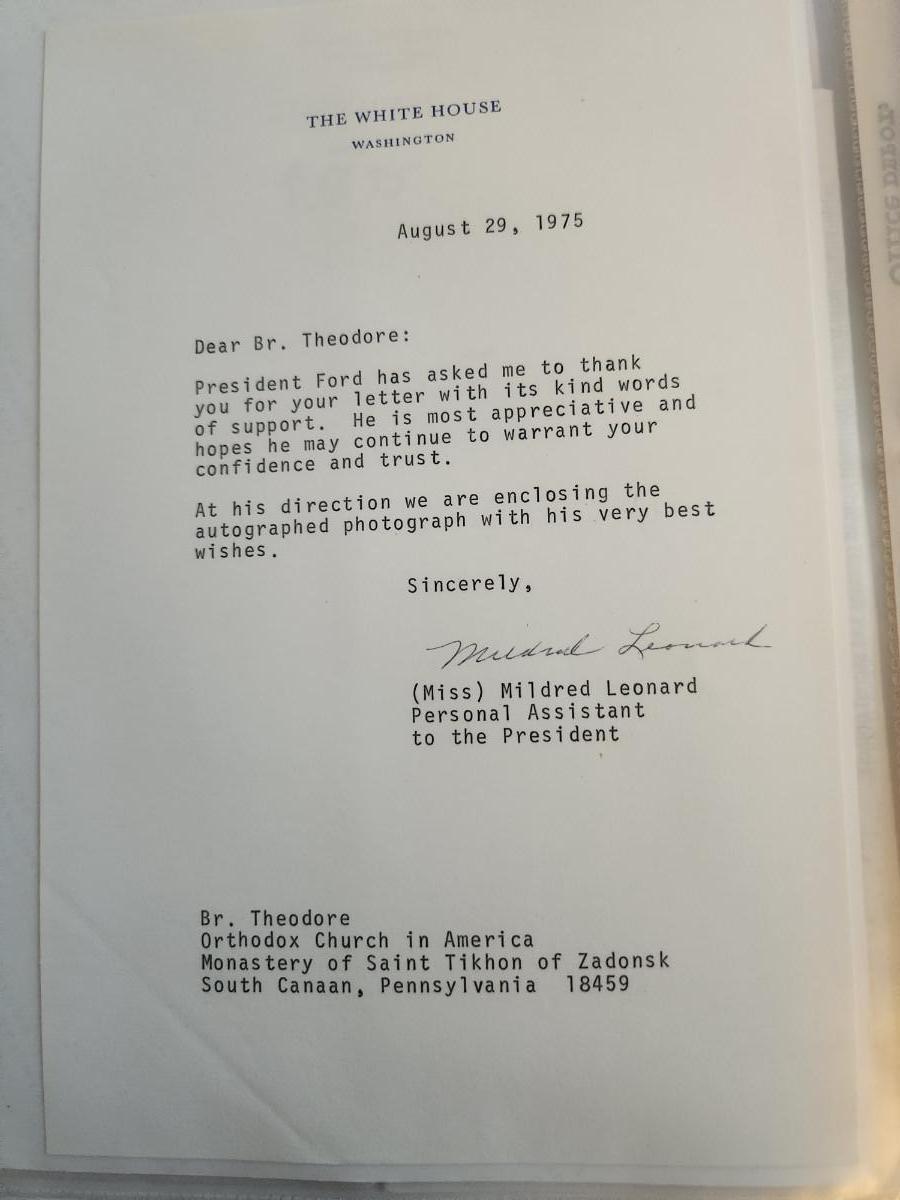 THE WHITE HOUSE
WASHINGTON
August 29, 1975
Dear Br. Theodore:
President Ford has asked me to thank
you for your letter with its kind words
of support.  He is most appreciative and
hopes he may continue to warrant your
confidence and trust.
At his direction we are enclosing the
autographed photograph with his very best
wishes.
Sincerely,
Mildred Leonard
(Miss) Mildred Leonard
Personal Assistant
to the President
Br. Theodore
Orthodox Church in America
Monastery of Saint Tikhon of Zadonsk
South Canaan, Pennsylvania  18459
Office DEPOT